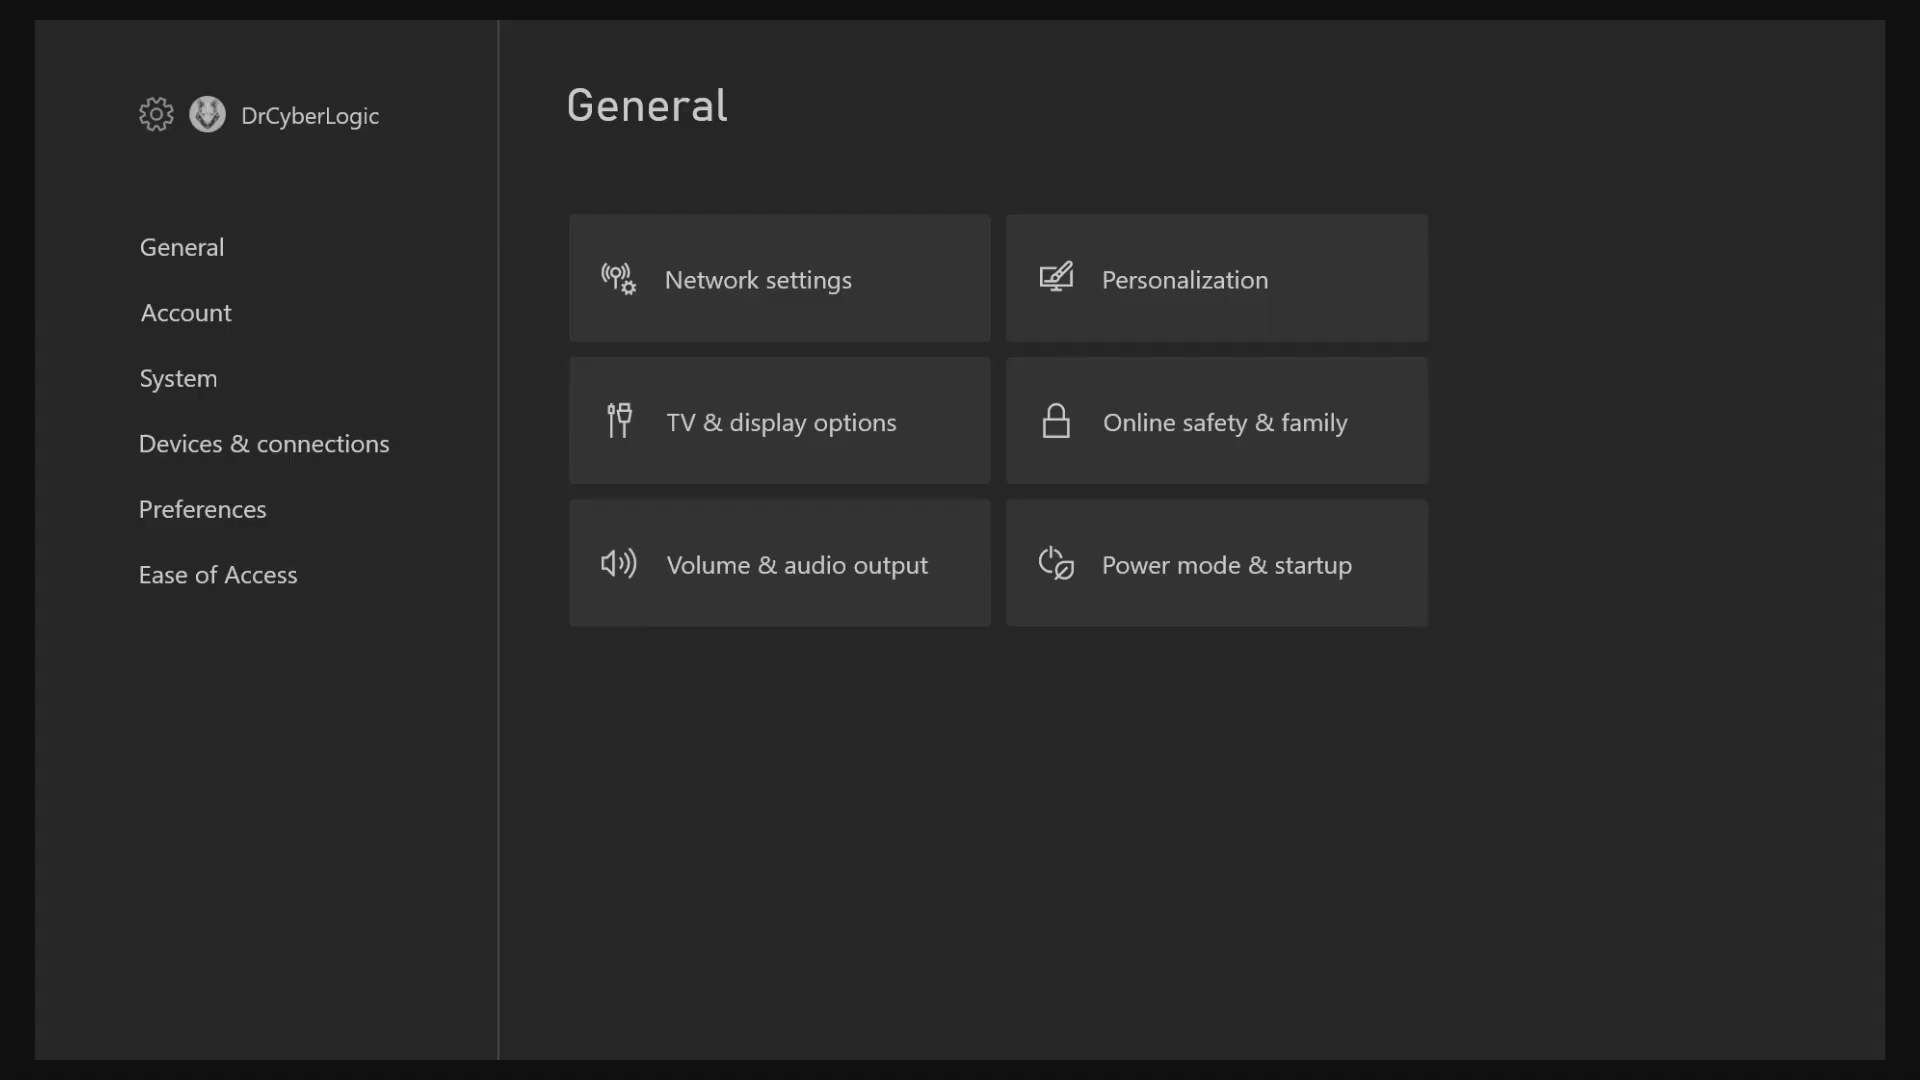 DrCyberLogic
General
Account
System
Devices & connections
Preferences
Ease of Access
General
Network settings
Personalization
TV & display options
Online safety & family
Volume & audio output
Power mode & startup